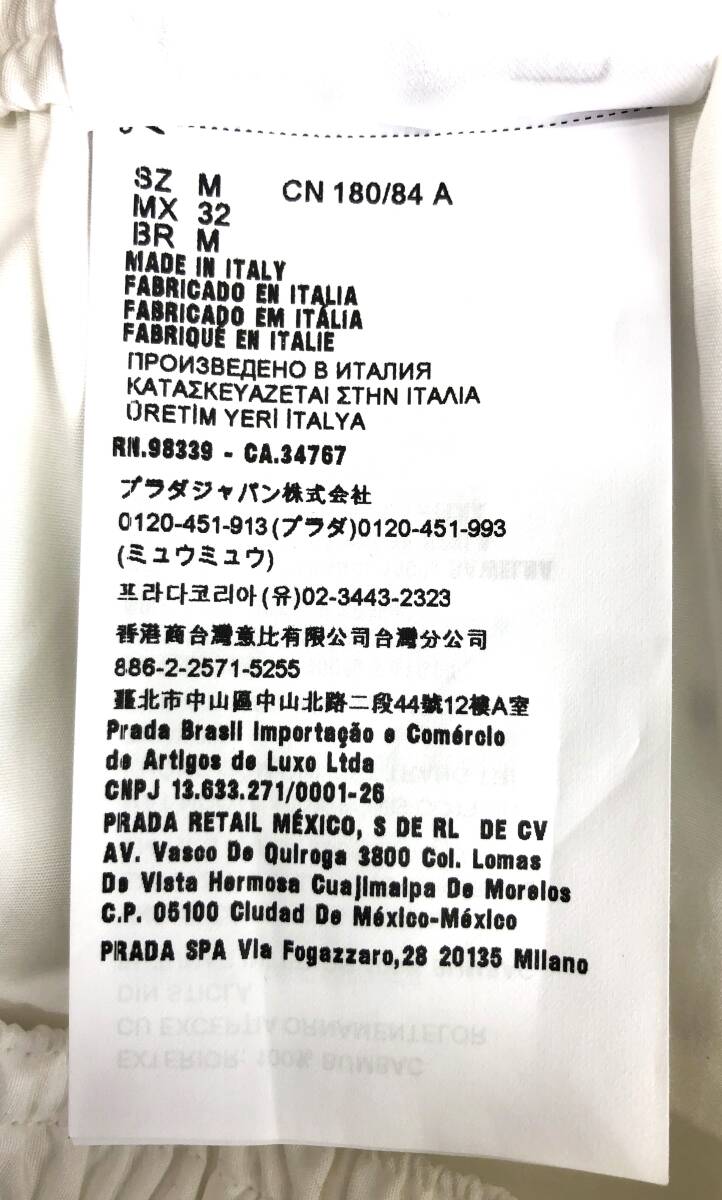 SZ M CN 180/84 A
MX 32
BR M
MADE IN ITALY
FABRICADO EN ITALIA
FABRICADO EM ITÁLIA
FABRIQUÉ EN ITALIE
ПРОИЗВЕДЕНО В ИТАЛИЯ
ΚΑΤΑΣΚΕΥΑΖΕΤΑΙ ΣΤΗΝ ΙΤΑΛΙΑ
ÜRETİM YERİ İTALYA
RN.98339 - CA.34767
プラダジャパン株式会社
0120-451-913(プラダ)0120-451-993
(ミュウミュウ)
프라다코리아(유)02-3443-2323
香港商台灣意比有限公司台灣分公司
886-2-2571-5255
臺北市中山區中山北路二段44號12樓A室
Prada Brasil Importação e Comércio
de Artigos de Luxo Ltda
CNPJ 13.633.271/0001-26
PRADA RETAIL MÉXICO, S DE RL DE CV
AV. Vasco De Quiroga 3800 Col. Lomas
De Vista Hermosa Cuajimalpa De Morelos
C.P. 05100 Ciudad De México-México
PRADA SPA Via Fogazzaro,28 20135 Milano
DIN STICLA
CU EXCEPTIA ORNAMENTELOR
EXTERIOR: 100% BUMBAC